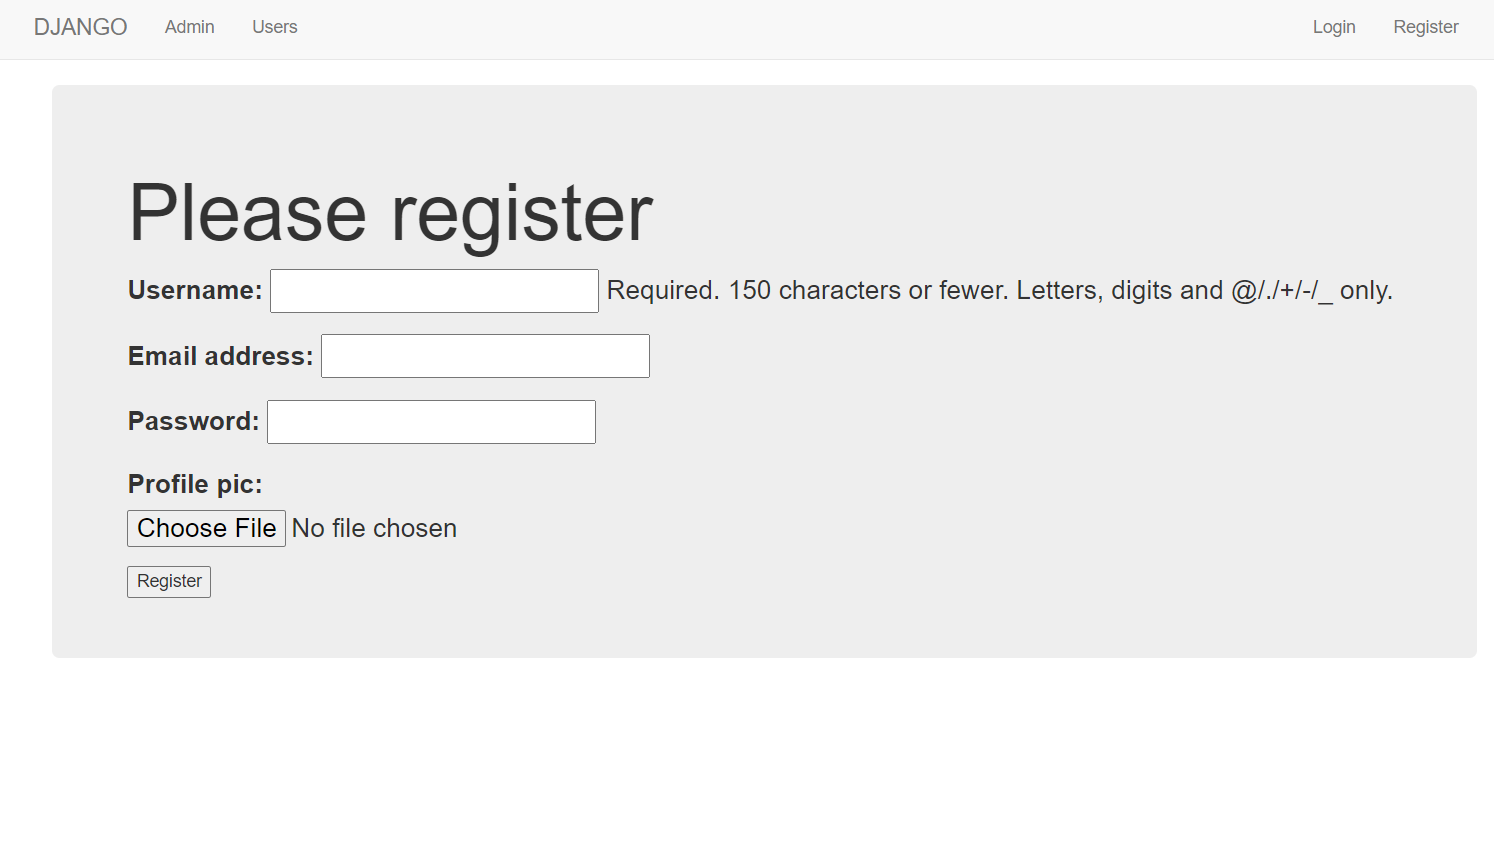 DJANGO Admin Users Login Register
Please register
Username: Required. 150 characters or fewer. Letters, digits and @/./+/-/_ only.
Email address:
Password:
Profile pic:
Choose File No file chosen
Register